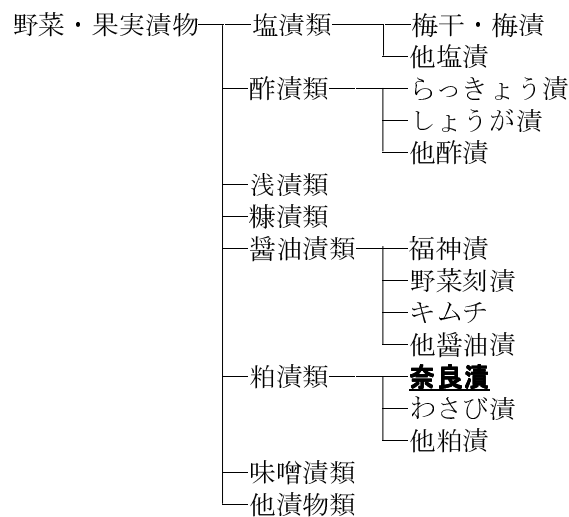 野菜・果実漬物 塩漬類 梅干・梅漬
他塩漬
酢漬類 らっきょう漬
しょうが漬
他酢漬
浅漬類
糠漬類
醤油漬類 福神漬
野菜刻漬
キムチ
他醤油漬
粕漬類 奈良漬
わさび漬
他粕漬
味噌漬類
他漬物類